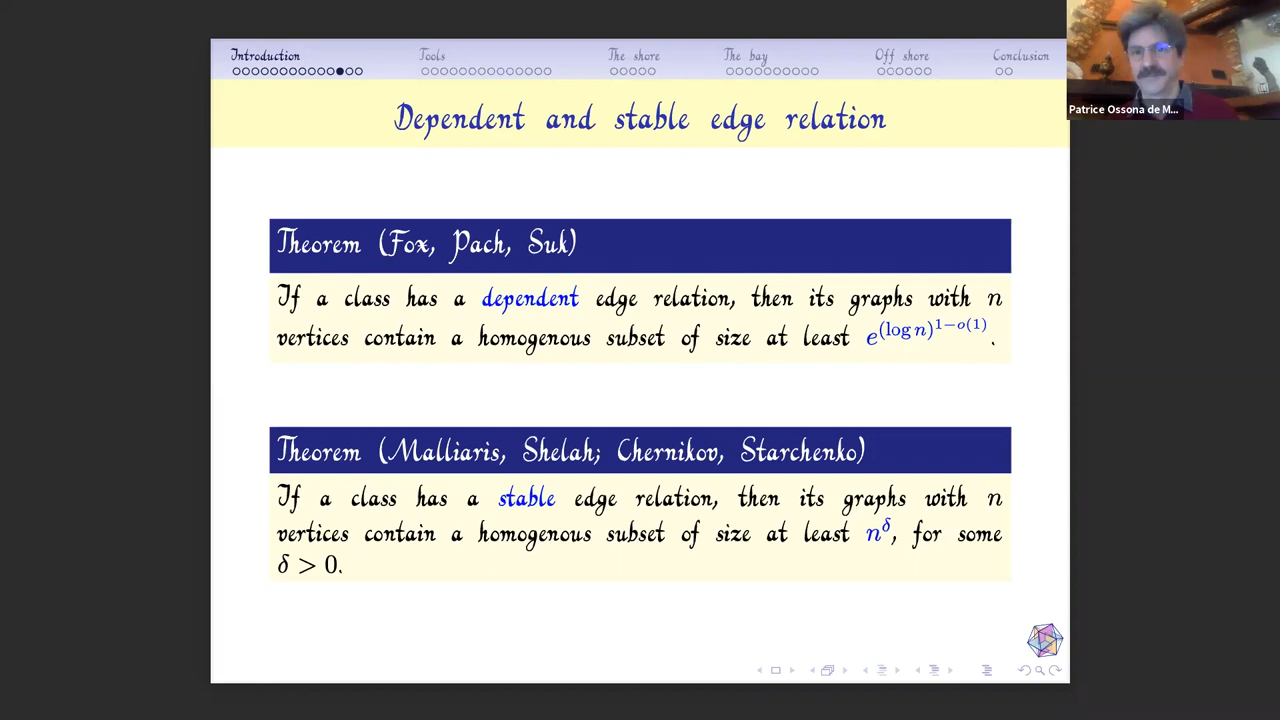 Introduction Tools The shore The bay Off shore Conclusion
Patrice Ossona de M...
Dependent and stable edge relation
Theorem (Fox, Pach, Suk)
If a class has a dependent edge relation, then its graphs with n
vertices contain a homogenous subset of size at least e^{(log n)^{1−o(1)}} .
Theorem (Malliaris, Shelah; Chernikov, Starchenko)
If a class has a stable edge relation, then its graphs with n
vertices contain a homogenous subset of size at least n^δ, for some
δ > 0.